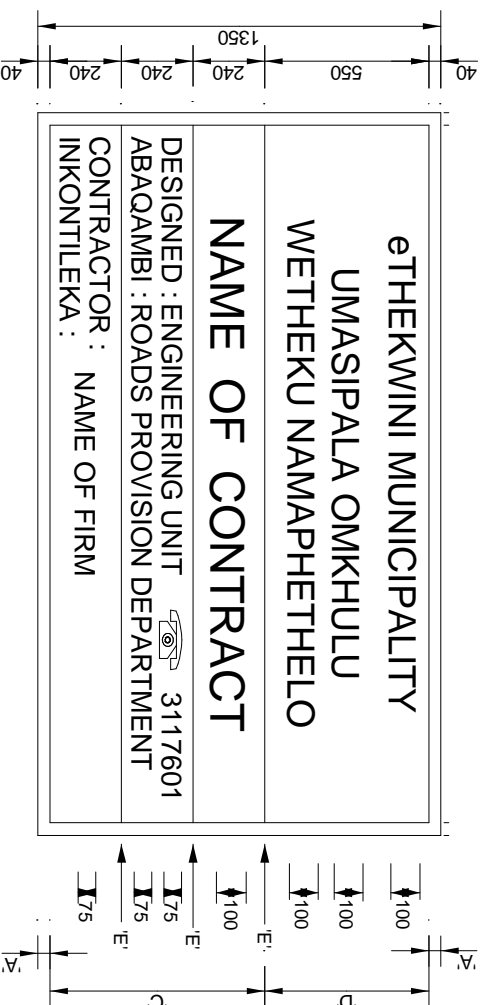 eTHEKWINI MUNICIPALITY
UMASIPALA OMKHULU
WETHEKU NAMAPHETHELO
NAME OF CONTRACT
DESIGNED : ENGINEERING UNIT 3117601
ABAQAMBI : ROADS PROVISION DEPARTMENT
CONTRACTOR :
INKONTILEKA :
NAME OF FIRM
1350
40
240
240
240
550
40
100
100
100
100
75
75
75
'E'
'E'
'E'
'A'
'C'
'D'
'A'